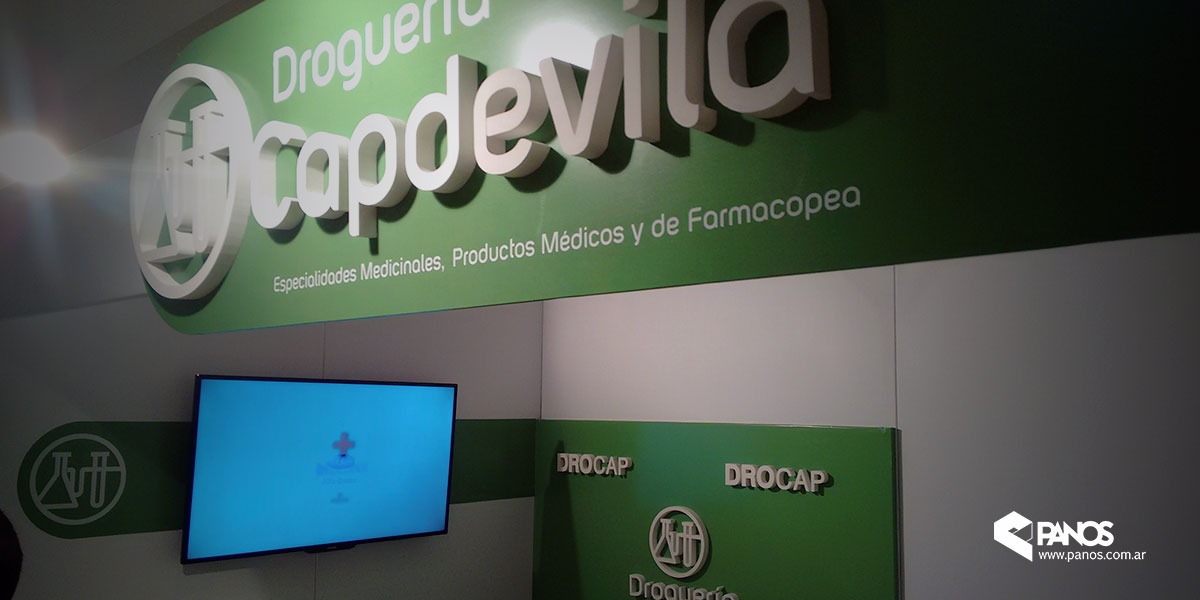 Droguería
capdevila
Especialidades Medicinales, Productos Médicos y de Farmacopea
DROCAP
DROCAP
Droguería
PANOS
www.panos.com.ar